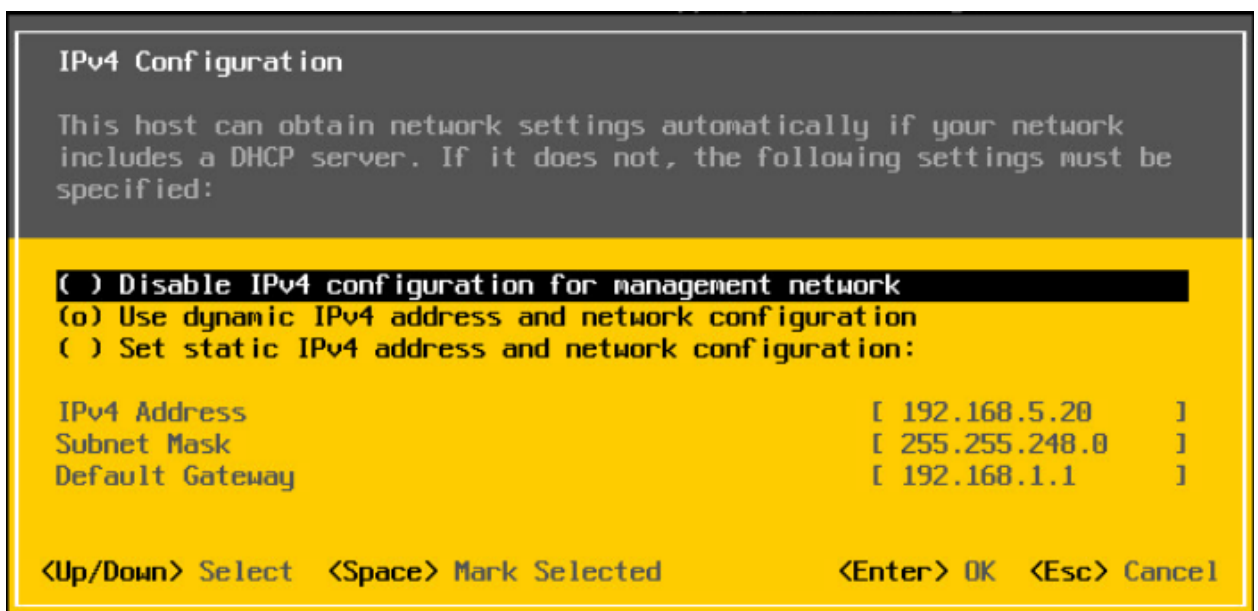 IPv4 Configuration
This host can obtain network settings automatically if your network
includes a DHCP server. If it does not, the following settings must be
specified:
( ) Disable IPv4 configuration for management network
(o) Use dynamic IPv4 address and network configuration
( ) Set static IPv4 address and network configuration:
IPv4 Address [ 192.168.5.20 ]
Subnet Mask [ 255.255.248.0 ]
Default Gateway [ 192.168.1.1 ]
<Up/Down> Select <Space> Mark Selected <Enter> OK <Esc> Cancel